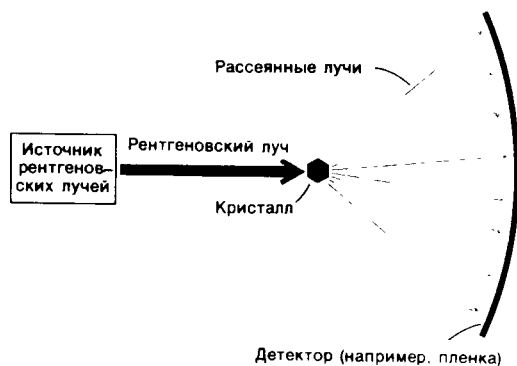 Рассеянные лучи
Рентгеновский луч
Источник
рентгенов-
ских лучей
Кристалл
Детектор (например, пленка)